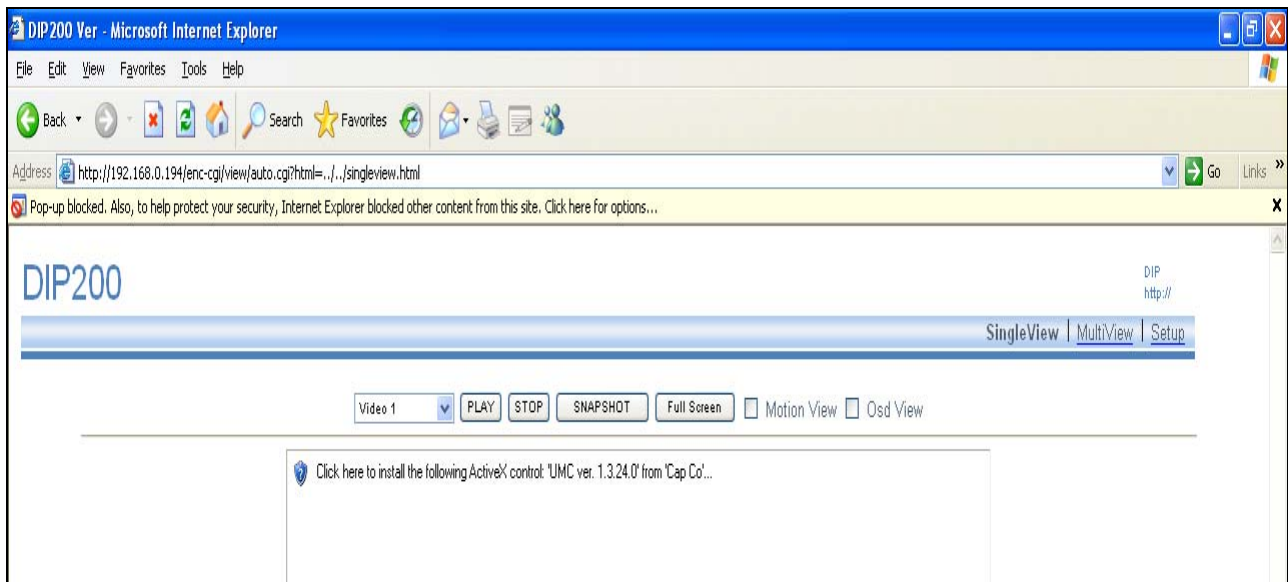 DIP200 Ver - Microsoft Internet Explorer
File Edit View Favorites Tools Help
Back Search Favorites
Address http://192.168.0.194/enc-cgi/view/auto.cgi?html=../../singleview.html Go Links »
Pop-up blocked. Also, to help protect your security, Internet Explorer blocked other content from this site. Click here for options... x
DIP200
DIP
http://
SingleView | MultiView | Setup
Video 1 PLAY STOP SNAPSHOT Full Screen Motion View Osd View
Click here to install the following ActiveX control: 'UMC ver. 1.3.24.0' from 'Cap Co'...